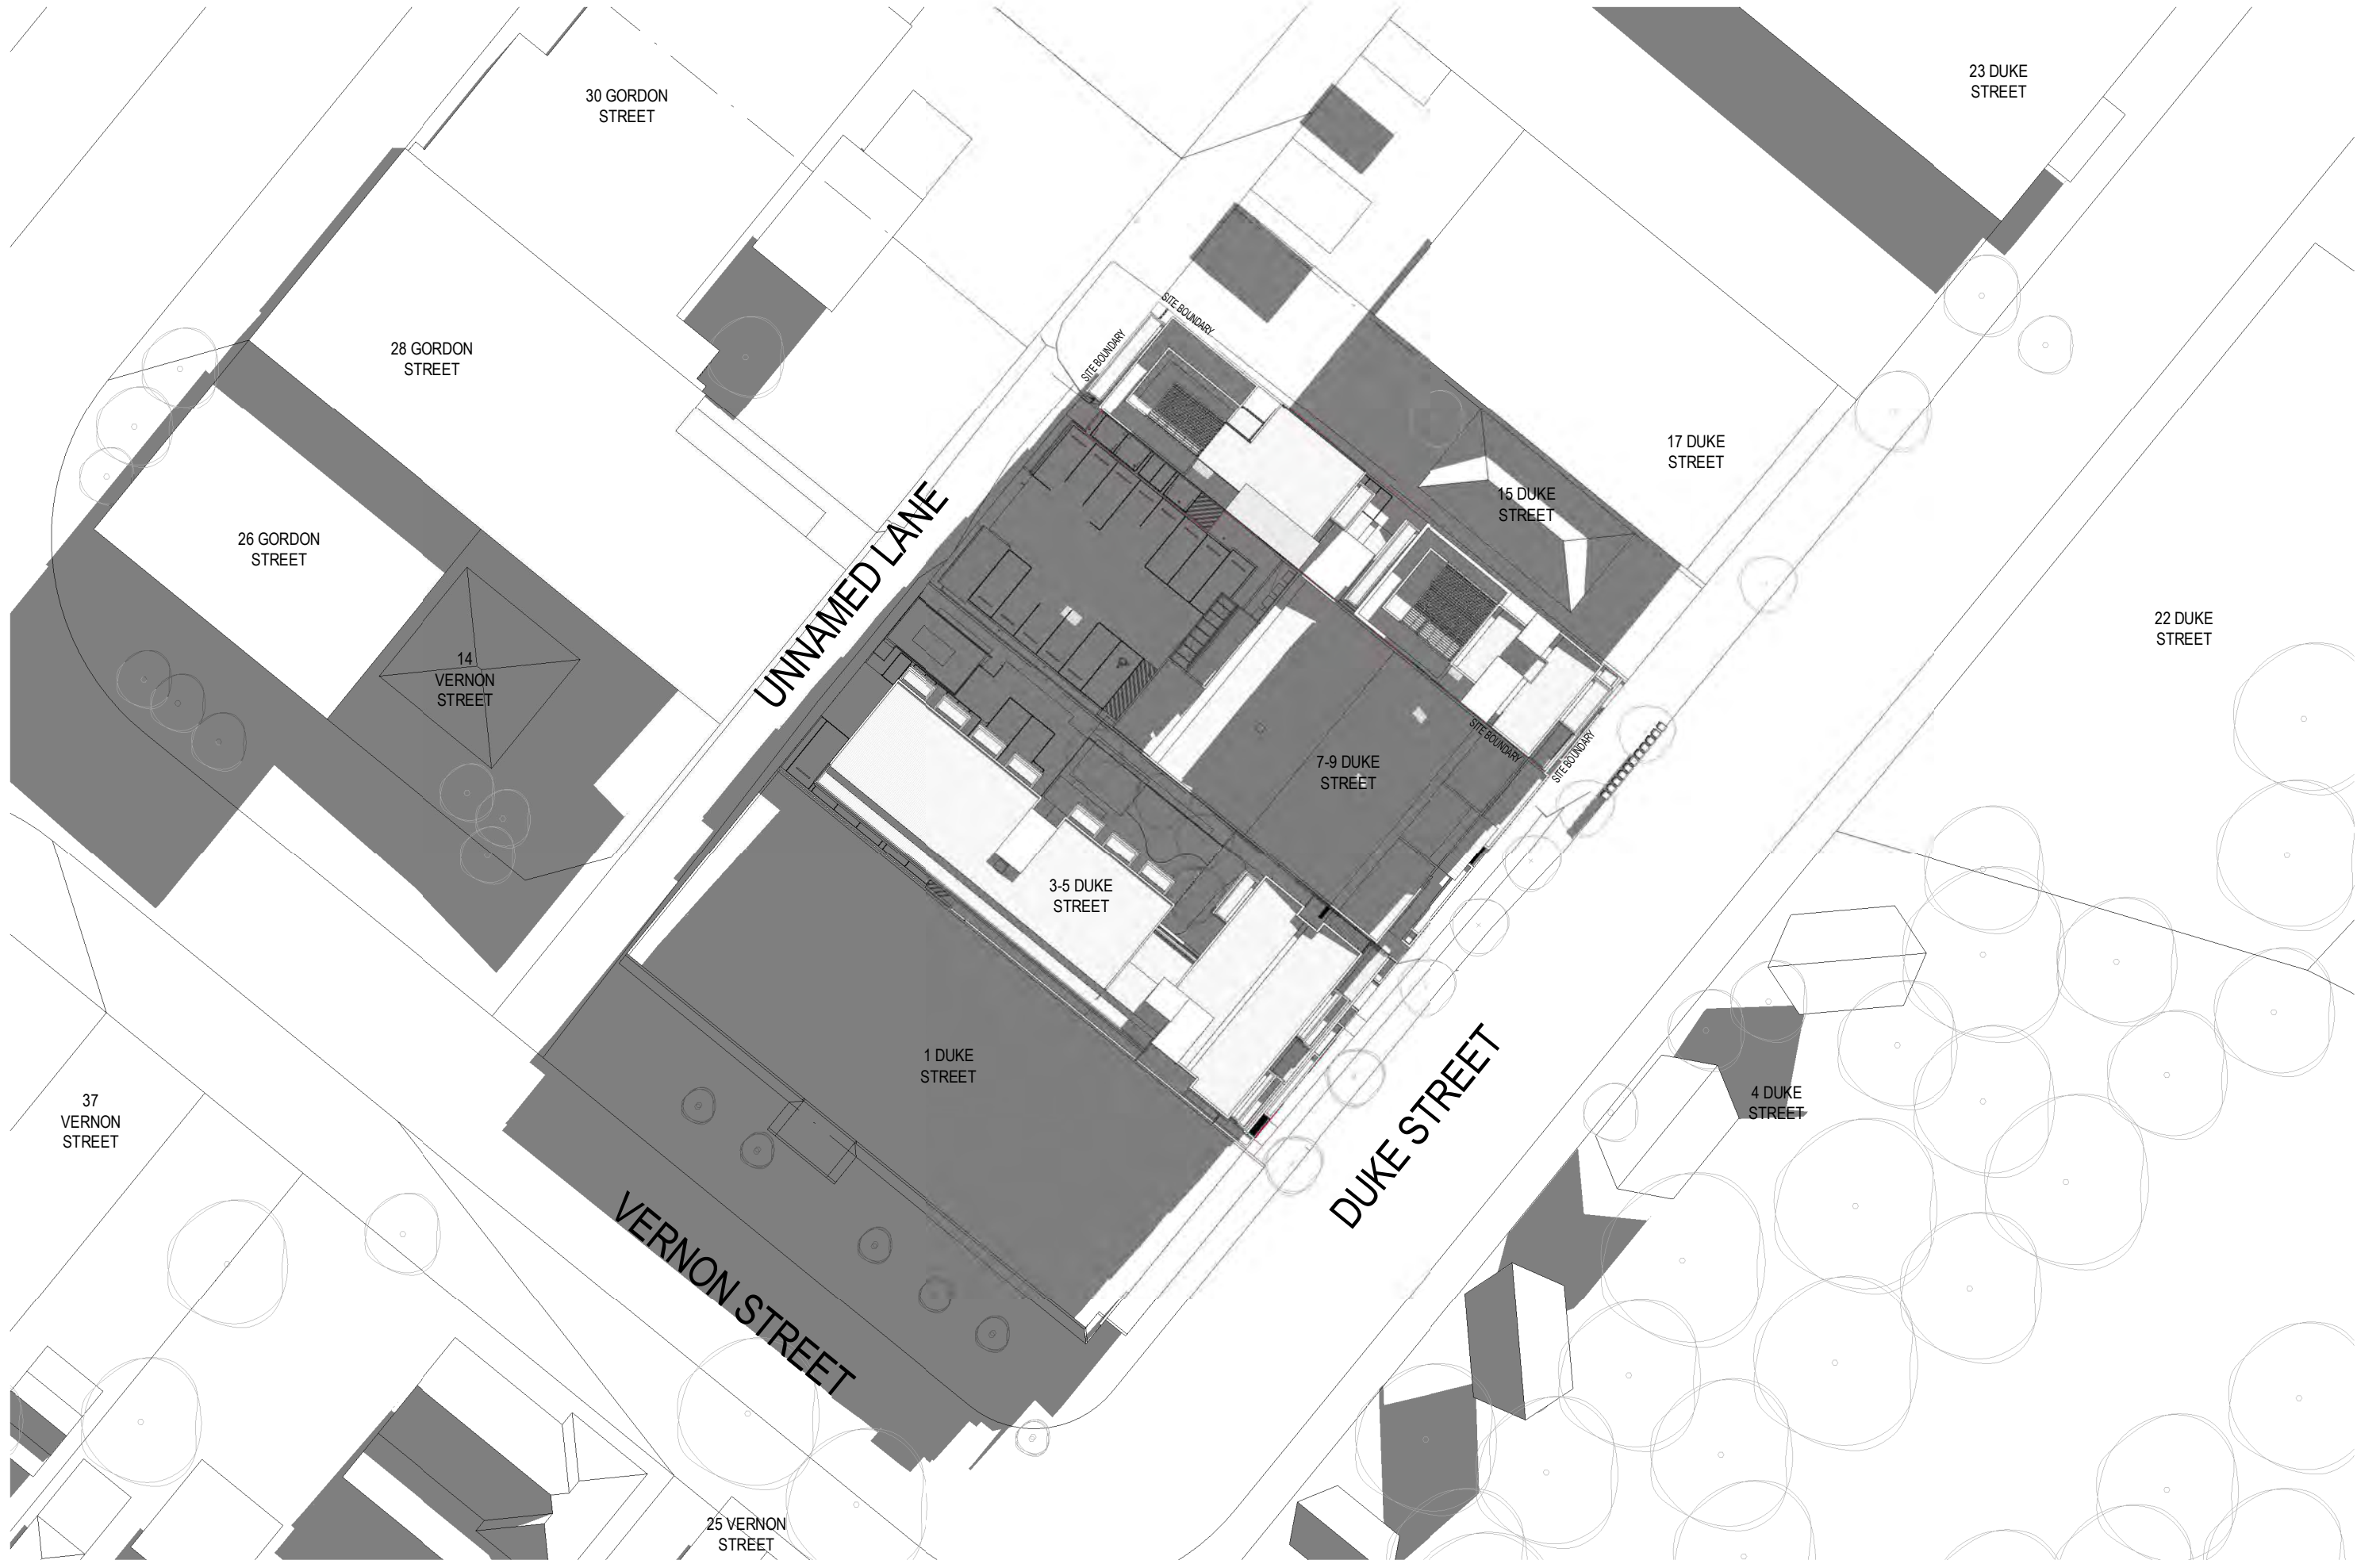 23 DUKE
STREET
30 GORDON
STREET
SITE BOUNDARY
SITE BOUNDARY
28 GORDON
STREET
17 DUKE
STREET
15 DUKE
STREET
26 GORDON
STREET
UNNAMED LANE
22 DUKE
STREET
14
VERNON
STREET
SITE BOUNDARY
SITE BOUNDARY
7-9 DUKE
STREET
3-5 DUKE
STREET
1 DUKE
STREET
DUKE STREET
4 DUKE
STREET
37
VERNON
STREET
VERNON STREET
25 VERNON
STREET